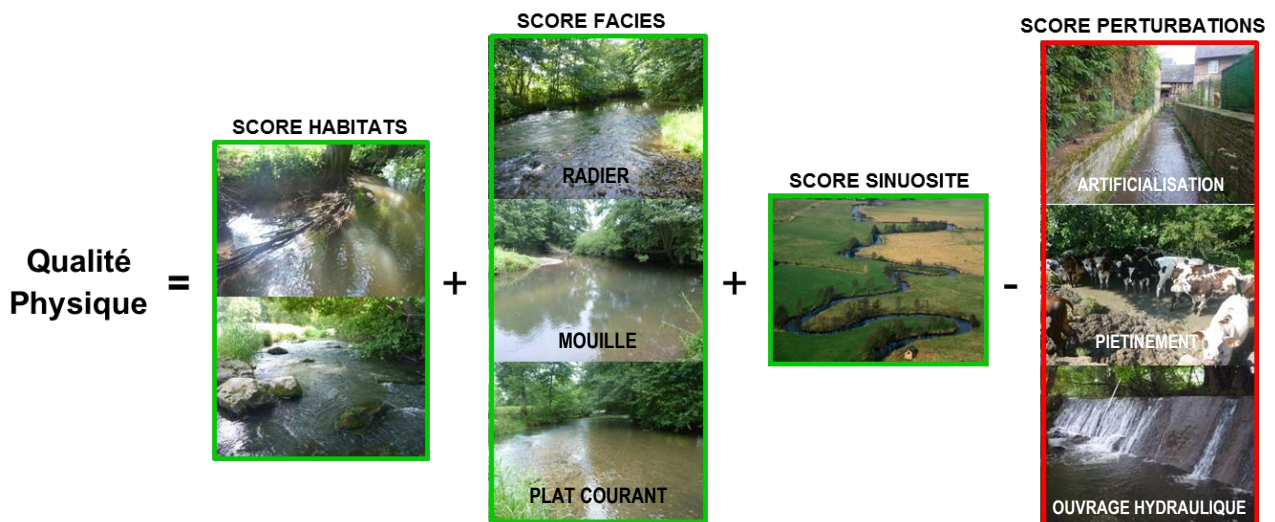 Qualité
Physique
=
SCORE HABITATS
+
SCORE FACIES
RADIER
MOUILLE
PLAT COURANT
+
SCORE SINUOSITE
-
SCORE PERTURBATIONS
ARTIFICIALISATION
PIETINEMENT
OUVRAGE HYDRAULIQUE